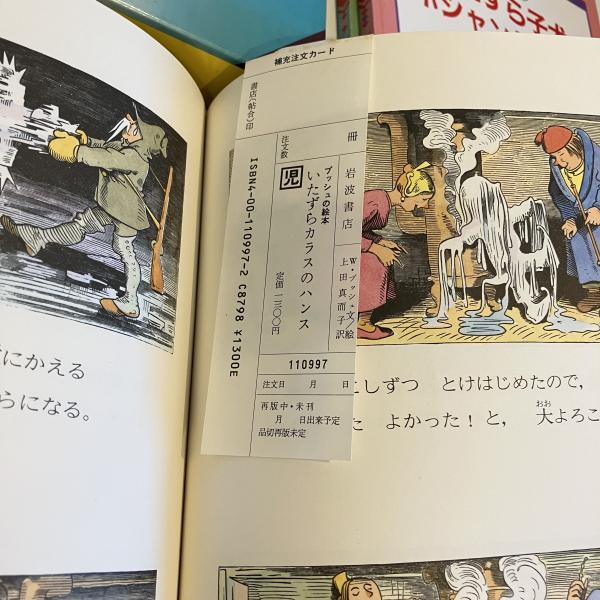 補充注文カード
書店(帖合)印
注文数
冊
岩波書店
児
ブッシュの絵本
いたずらカラスのハンス
W・ブッシュ 文/絵
上田真而子 訳
定価 一三〇〇円
ISBN4-00-110997-2 C8798 ¥1300E
110997
注文日 月 日
再版中・未刊
月 日出来予定
品切再版未定
にかえる
らになる。
こしずつ とけはじめたので,
た よかった!と, 大よろこ
おお
ずら子